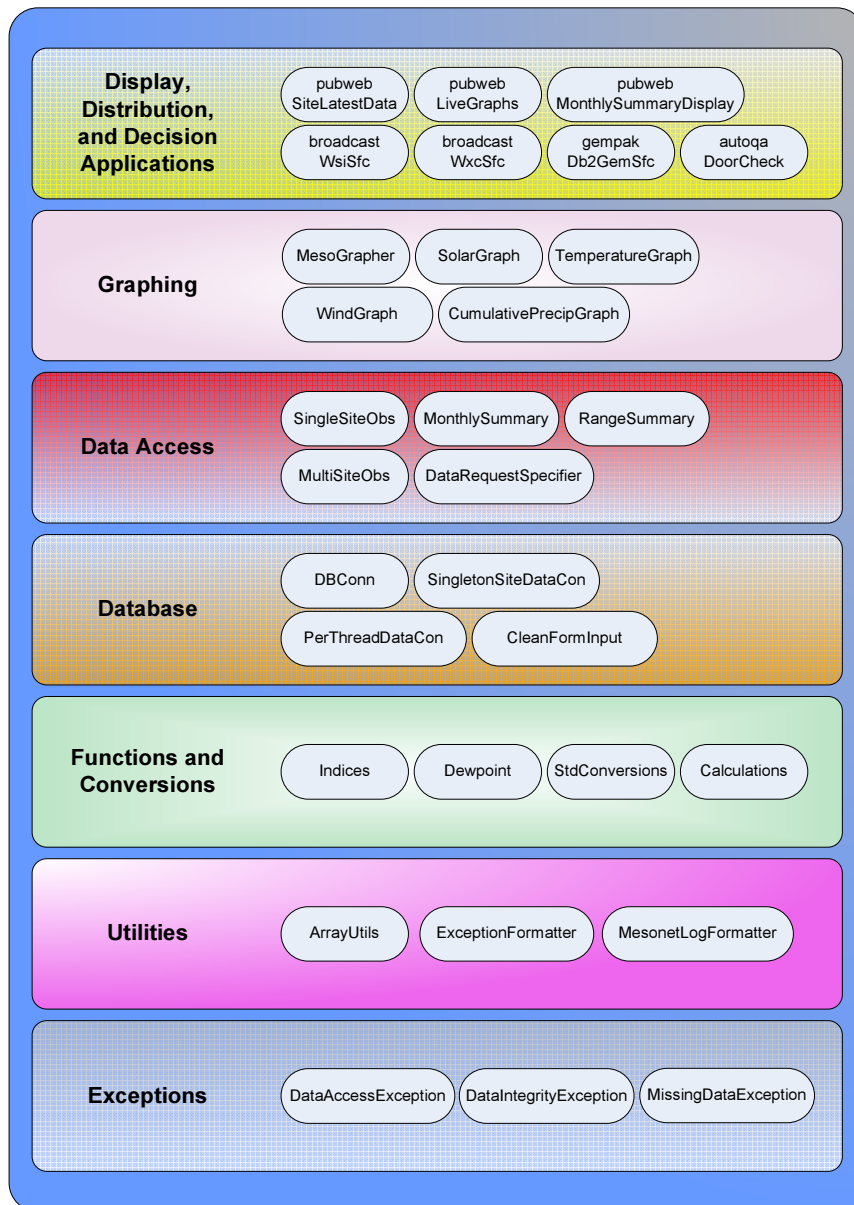 Display,
Distribution,
and Decision
Applications
pubweb
SiteLatestData
pubweb
LiveGraphs
pubweb
MonthlySummaryDisplay
broadcast
WsiSfc
broadcast
WxcSfc
gempak
Db2GemSfc
autoqa
DoorCheck
Graphing
MesoGrapher
SolarGraph
TemperatureGraph
WindGraph
CumulativePrecipGraph
Data Access
SingleSiteObs
MonthlySummary
RangeSummary
MultiSiteObs
DataRequestSpecifier
Database
DBConn
SingletonSiteDataCon
PerThreadDataCon
CleanFormInput
Functions and
Conversions
Indices
Dewpoint
StdConversions
Calculations
Utilities
ArrayUtils
ExceptionFormatter
MesonetLogFormatter
Exceptions
DataAccessException
DataIntegrityException
MissingDataException